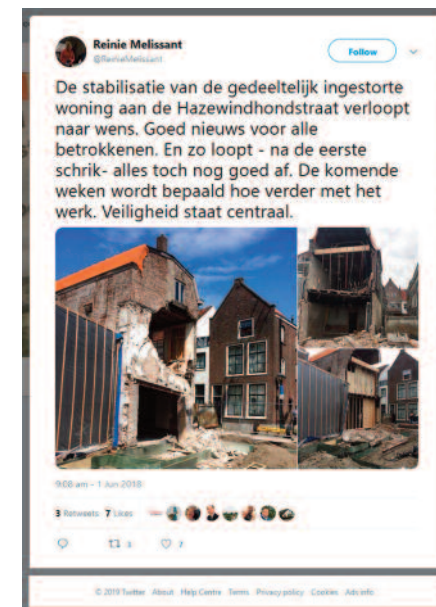 Reinie Melissant
@ReinieMelissant
Follow
De stabilisatie van de gedeeltelijk ingestorte
woning aan de Hazewindhondstraat verloopt
naar wens. Goed nieuws voor alle
betrokkenen. En zo loopt - na de eerste
schrik- alles toch nog goed af. De komende
weken wordt bepaald hoe verder met het
werk. Veiligheid staat centraal.
9:08 am - 1 Jun 2018
3 Retweets 7 Likes
3 7
© 2019 Twitter About Help Centre Terms Privacy policy Cookies Ads info